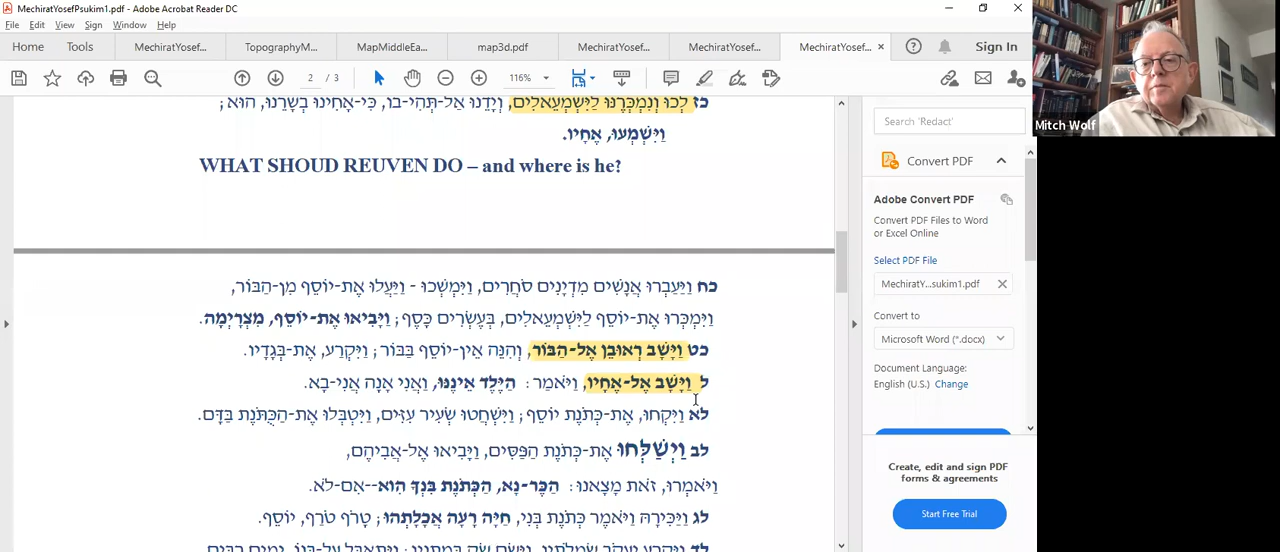 MechiratYosefPsukim1.pdf - Adobe Acrobat Reader DC
File Edit View Sign Window Help
Home Tools MechiratYosef... TopographyM... MapMiddleEa... map3d.pdf MechiratYosef... MechiratYosef... MechiratYosef... × Sign In
2 / 3 116%
כז לְכוּ וְנִמְכְּרֶנּוּ לַיִּשְׁמְעֵאלִים, וְיָדֵנוּ אַל-תְּהִי-בוֹ, כִּי-אָחִינוּ בְשָׂרֵנוּ, הוּא;
וַיִּשְׁמְעוּ, אֶחָיו.
WHAT SHOUD REUVEN DO – and where is he?
כח וַיַּעַבְרוּ אֲנָשִׁים מִדְיָנִים סֹחֲרִים, וַיִּמְשְׁכוּ - וַיַּעֲלוּ אֶת-יוֹסֵף מִן-הַבּוֹר,
וַיִּמְכְּרוּ אֶת-יוֹסֵף לַיִּשְׁמְעֵאלִים, בְּעֶשְׂרִים כָּסֶף; וַיָּבִיאוּ אֶת-יוֹסֵף, מִצְרָיְמָה.
כט וַיָּשָׁב רְאוּבֵן אֶל-הַבּוֹר, וְהִנֵּה אֵין-יוֹסֵף בַּבּוֹר; וַיִּקְרַע, אֶת-בְּגָדָיו.
ל וַיָּשָׁב אֶל-אֶחָיו, וַיֹּאמַר: הַיֶּלֶד אֵינֶנּוּ, וַאֲנִי אָנָה אֲנִי-בָא.
לא וַיִּקְחוּ, אֶת-כְּתֹנֶת יוֹסֵף; וַיִּשְׁחֲטוּ שְׂעִיר עִזִּים, וַיִּטְבְּלוּ אֶת-הַכֻּתֹּנֶת בַּדָּם.
לב וַיְשַׁלְּחוּ אֶת-כְּתֹנֶת הַפַּסִּים, וַיָּבִיאוּ אֶל-אֲבִיהֶם,
וַיֹּאמְרוּ, זֹאת מָצָאנוּ: הַכֶּר-נָא, הַכְּתֹנֶת בִּנְךָ הִוא--אִם-לֹא.
לג וַיַּכִּירָהּ וַיֹּאמֶר כְּתֹנֶת בְּנִי, חַיָּה רָעָה אֲכָלָתְהוּ; טָרֹף טֹרַף, יוֹסֵף.
Search 'Redact'
Convert PDF
Adobe Convert PDF
Convert PDF Files to Word
or Excel Online
Select PDF File
MechiratY...sukim1.pdf ×
Convert to
Microsoft Word (*.docx)
Document Language:
English (U.S.) Change
Create, edit and sign PDF
forms & agreements
Start Free Trial
Mitch Wolf